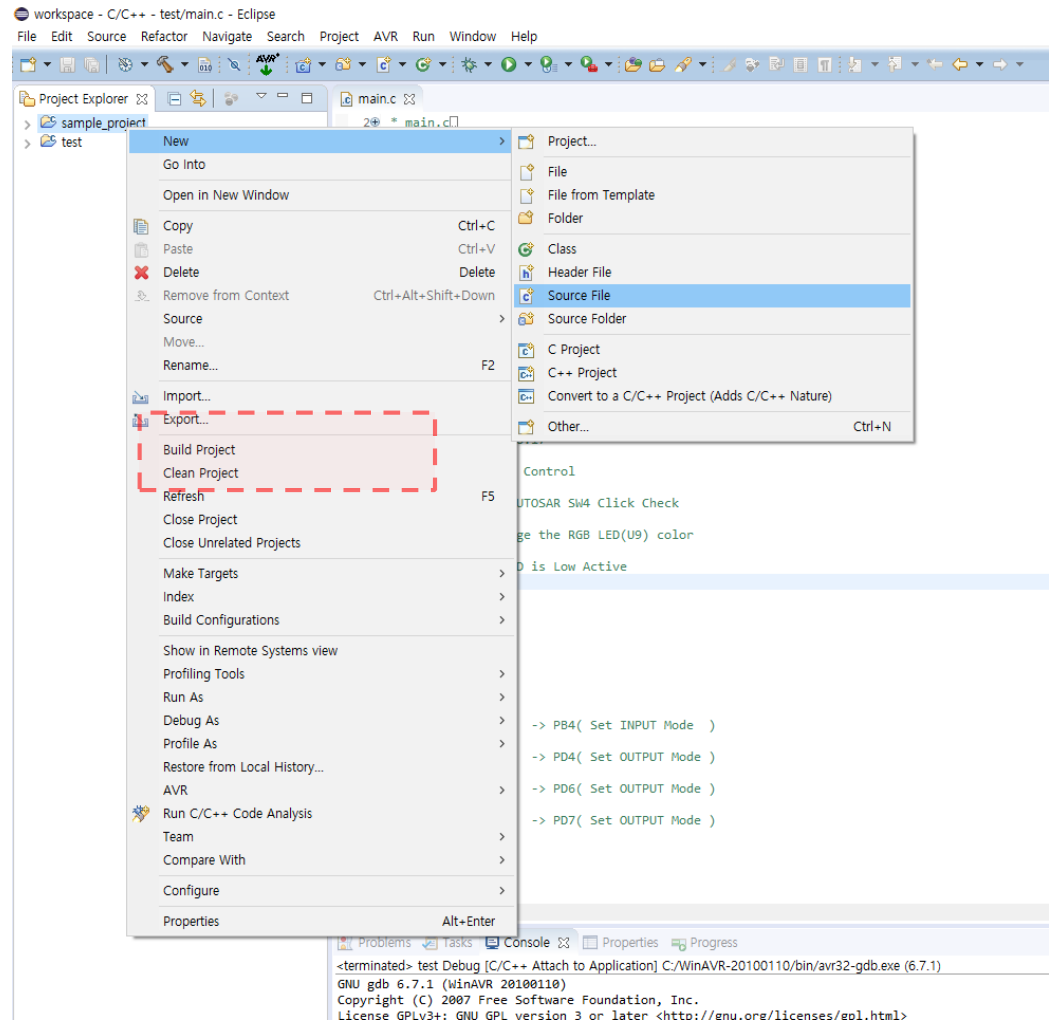 workspace - C/C++ - test/main.c - Eclipse
File Edit Source Refactor Navigate Search Project AVR Run Window Help
Project Explorer
main.c
sample_project
test
2 * main.c
New
Go Into
Open in New Window
Copy Ctrl+C
Paste Ctrl+V
Delete Delete
Remove from Context Ctrl+Alt+Shift+Down
Source
Move...
Rename... F2
Import...
Export...
Build Project
Clean Project
Refresh F5
Close Project
Close Unrelated Projects
Make Targets
Index
Build Configurations
Show in Remote Systems view
Profiling Tools
Run As
Debug As
Profile As
Restore from Local History...
AVR
Run C/C++ Code Analysis
Team
Compare With
Configure
Properties Alt+Enter
Project...
File
File from Template
Folder
Class
Header File
Source File
Source Folder
C Project
C++ Project
Convert to a C/C++ Project (Adds C/C++ Nature)
Other... Ctrl+N
Control
UTOSAR SW4 Click Check
ge the RGB LED(U9) color
D is Low Active
-> PB4( Set INPUT Mode )
-> PD4( Set OUTPUT Mode )
-> PD6( Set OUTPUT Mode )
-> PD7( Set OUTPUT Mode )
Problems Tasks Console Properties Progress
<terminated> test Debug [C/C++ Attach to Application] C:/WinAVR-20100110/bin/avr32-gdb.exe (6.7.1)
GNU gdb 6.7.1 (WinAVR 20100110)
Copyright (C) 2007 Free Software Foundation, Inc.
License GPLv3+: GNU GPL version 3 or later <http://gnu.org/licenses/gpl.html>